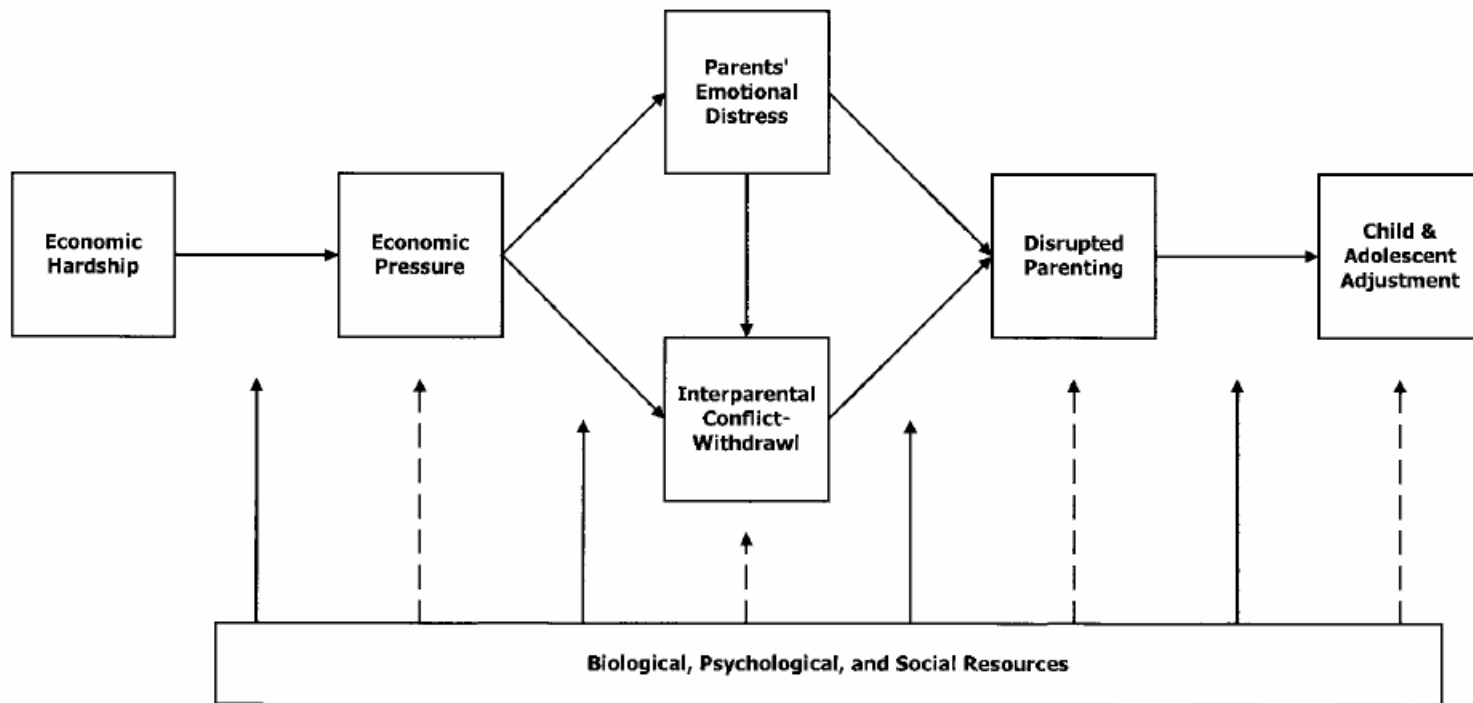 Parents'
Emotional
Distress
Economic
Hardship
Economic
Pressure
Disrupted
Parenting
Child &
Adolescent
Adjustment
Interparental
Conflict-
Withdrawl
Biological, Psychological, and Social Resources